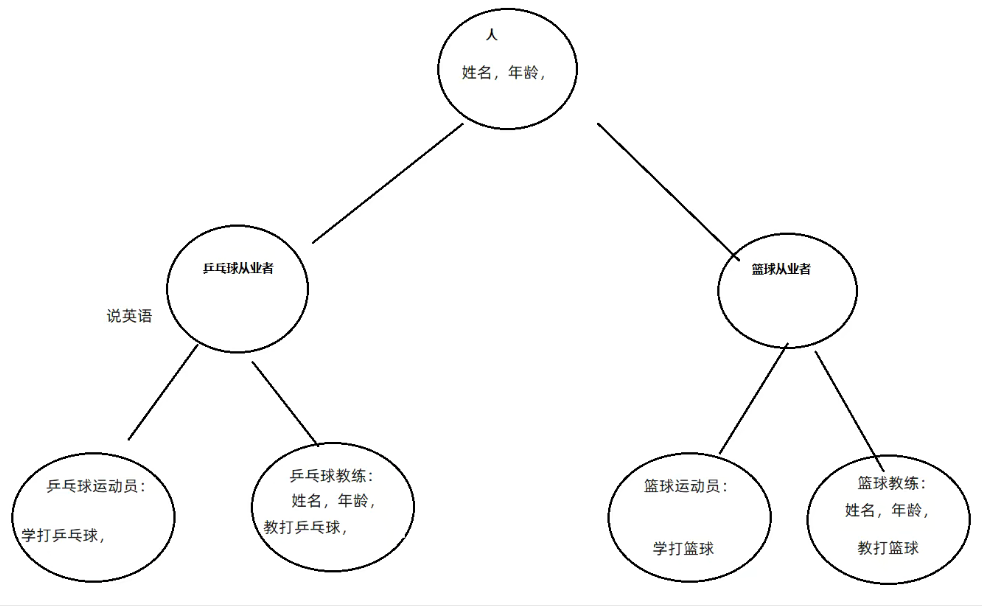 人
姓名，年龄，
乒乓球从业者
篮球从业者
说英语
乒乓球运动员：
学打乒乓球，
乒乓球教练：
姓名，年龄，
教打乒乓球，
篮球运动员：
学打篮球
篮球教练：
姓名，年龄，
教打篮球